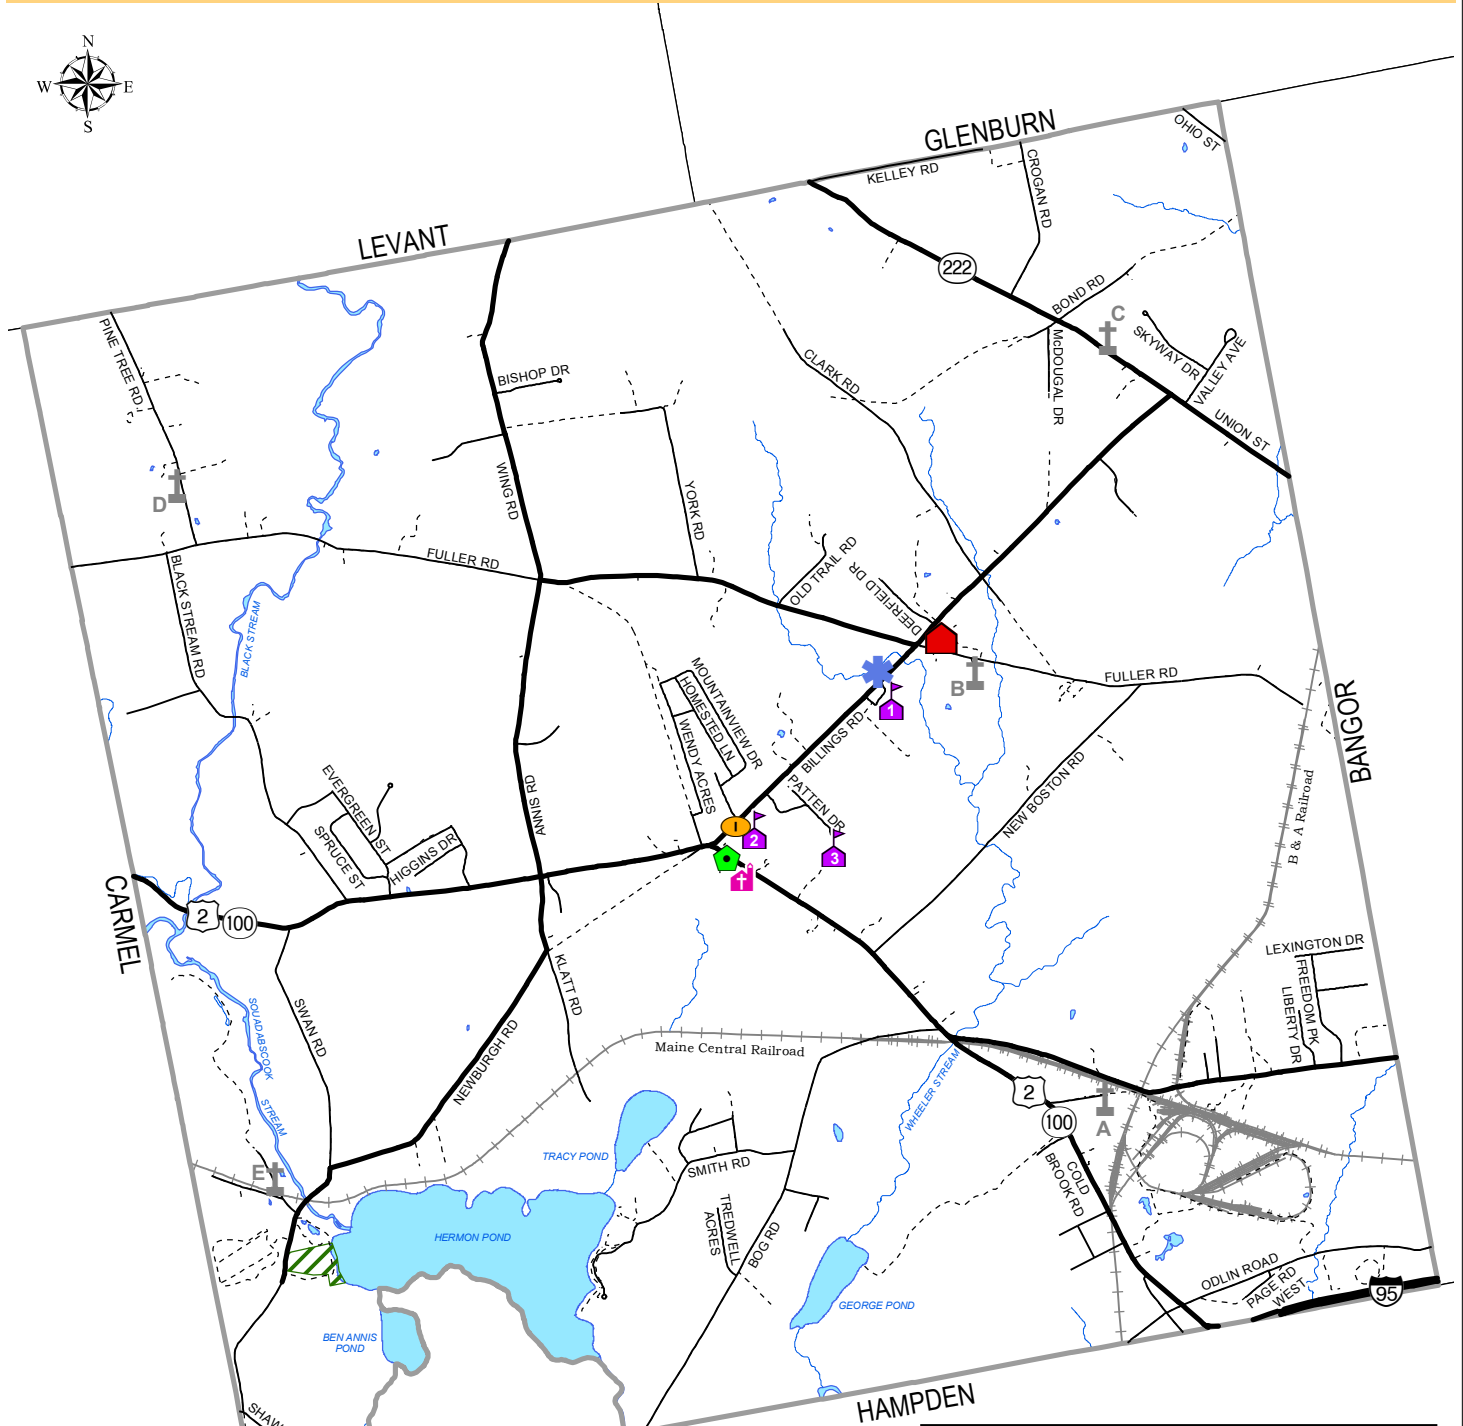 N
W
E
S
GLENBURN
OHIO ST
KELLEY RD
CROGAN RD
LEVANT
222
BOND RD
C
PINE TREE RD
McDOUGAL DR
SKYWAY DR
VALLEY AVE
CLARK RD
BISHOP DR
UNION ST
WING RD
YORK RD
D
FULLER RD
OLD TRAIL RD
DEERFIELD DR
BLACK STREAM RD
BLACK STREAM
B
FULLER RD
MOUNTAINVIEW DR
HOMESTED LN
WENDY ACRES
1
BILLINGS RD
BANGOR
EVERGREEN ST
SPRUCE ST
HIGGINS DR
ANNIS RD
PATTEN DR
NEW BOSTON RD
B & A Railroad
I
2
3
CARMEL
2
100
LEXINGTON DR
FREEDOM PK
LIBERTY DR
KLATT RD
SWAN RD
SOUADABSCOOK
STREAM
NEWBURGH RD
Maine Central Railroad
WHEELER STREAM
2
100
A
TRACY POND
SMITH RD
COLD
BROOK RD
E
TREDWELL
ACRES
BOG RD
HERMON POND
ODLIN ROAD
PAGE RD
WEST
95
GEORGE POND
BEN ANNIS
POND
HAMPDEN